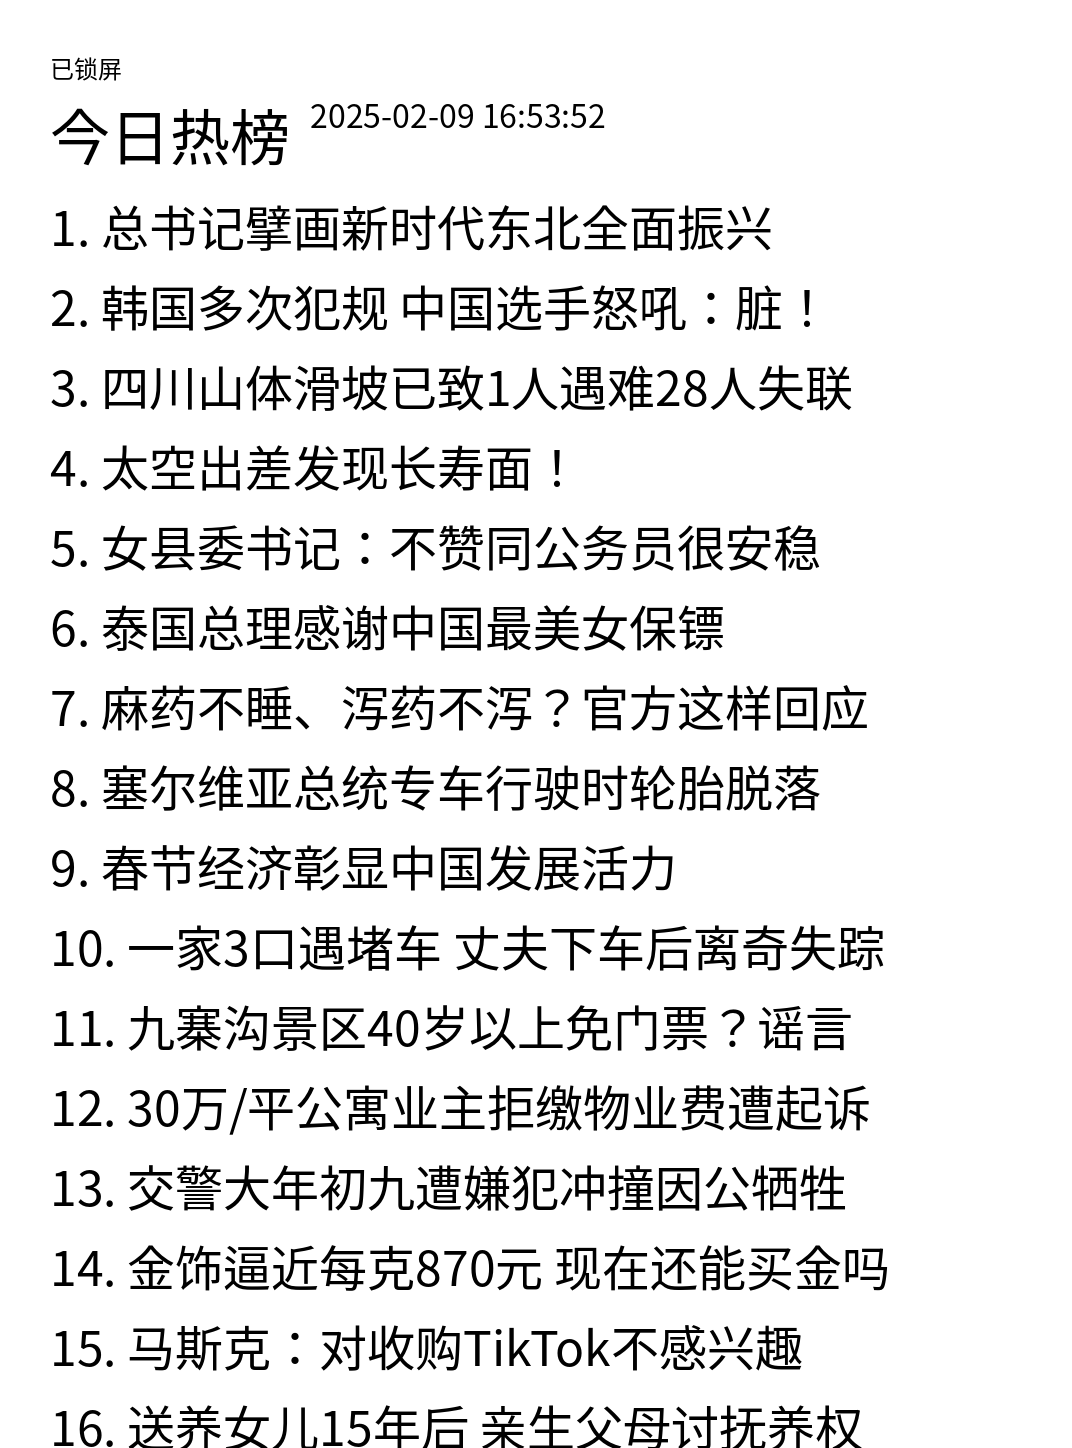 已锁屏
今日热榜 2025-02-09 16:53:52
1. 总书记擘画新时代东北全面振兴
2. 韩国多次犯规 中国选手怒吼：脏！
3. 四川山体滑坡已致1人遇难28人失联
4. 太空出差发现长寿面！
5. 女县委书记：不赞同公务员很安稳
6. 泰国总理感谢中国最美女保镖
7. 麻药不睡、泻药不泻？官方这样回应
8. 塞尔维亚总统专车行驶时轮胎脱落
9. 春节经济彰显中国发展活力
10. 一家3口遇堵车 丈夫下车后离奇失踪
11. 九寨沟景区40岁以上免门票？谣言
12. 30万/平公寓业主拒缴物业费遭起诉
13. 交警大年初九遭嫌犯冲撞因公牺牲
14. 金饰逼近每克870元 现在还能买金吗
15. 马斯克：对收购TikTok不感兴趣
16. 送养女儿15年后 亲生父母讨抚养权